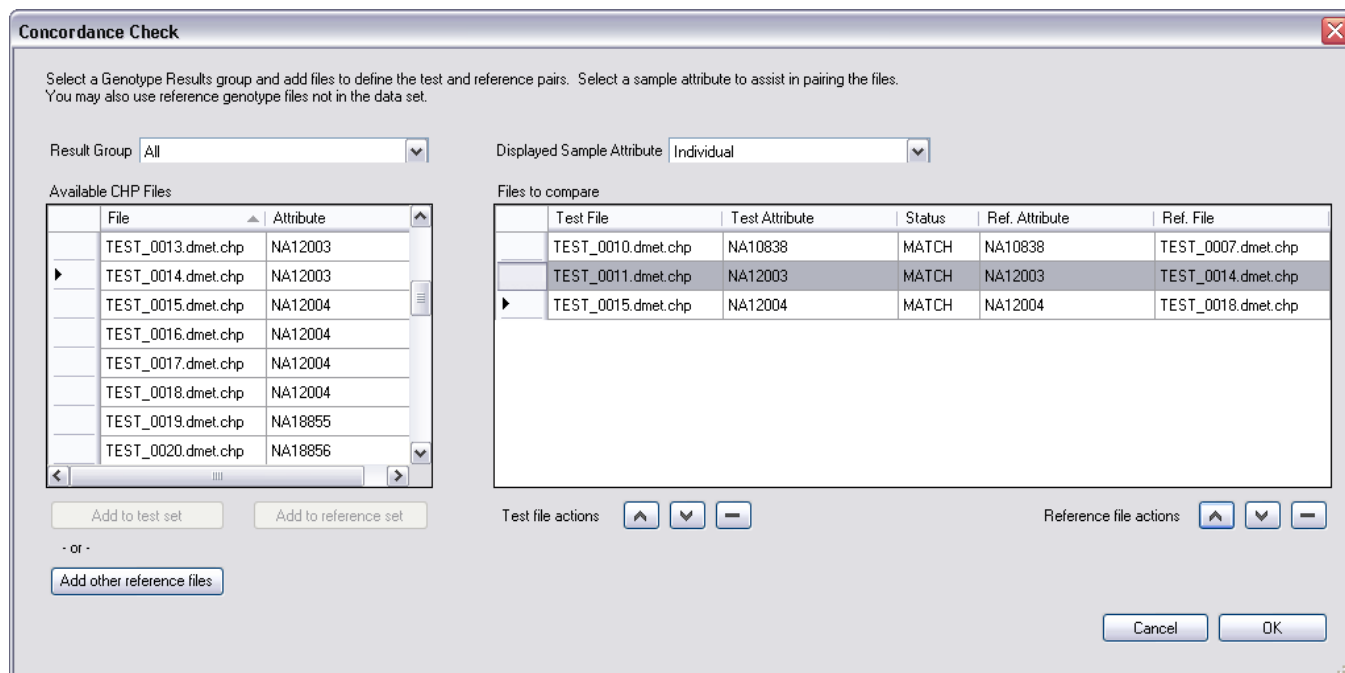 Concordance Check
Select a Genotype Results group and add files to define the test and reference pairs. Select a sample attribute to assist in pairing the files.
You may also use reference genotype files not in the data set.
Result Group All
Displayed Sample Attribute Individual
Available CHP Files
File Attribute
TEST_0013.dmet.chp NA12003
TEST_0014.dmet.chp NA12003
TEST_0015.dmet.chp NA12004
TEST_0016.dmet.chp NA12004
TEST_0017.dmet.chp NA12004
TEST_0018.dmet.chp NA12004
TEST_0019.dmet.chp NA18855
TEST_0020.dmet.chp NA18856
Add to test set Add to reference set
- or -
Add other reference files
Files to compare
Test File Test Attribute Status Ref. Attribute Ref. File
TEST_0010.dmet.chp NA10838 MATCH NA10838 TEST_0007.dmet.chp
TEST_0011.dmet.chp NA12003 MATCH NA12003 TEST_0014.dmet.chp
TEST_0015.dmet.chp NA12004 MATCH NA12004 TEST_0018.dmet.chp
Test file actions Reference file actions
Cancel OK